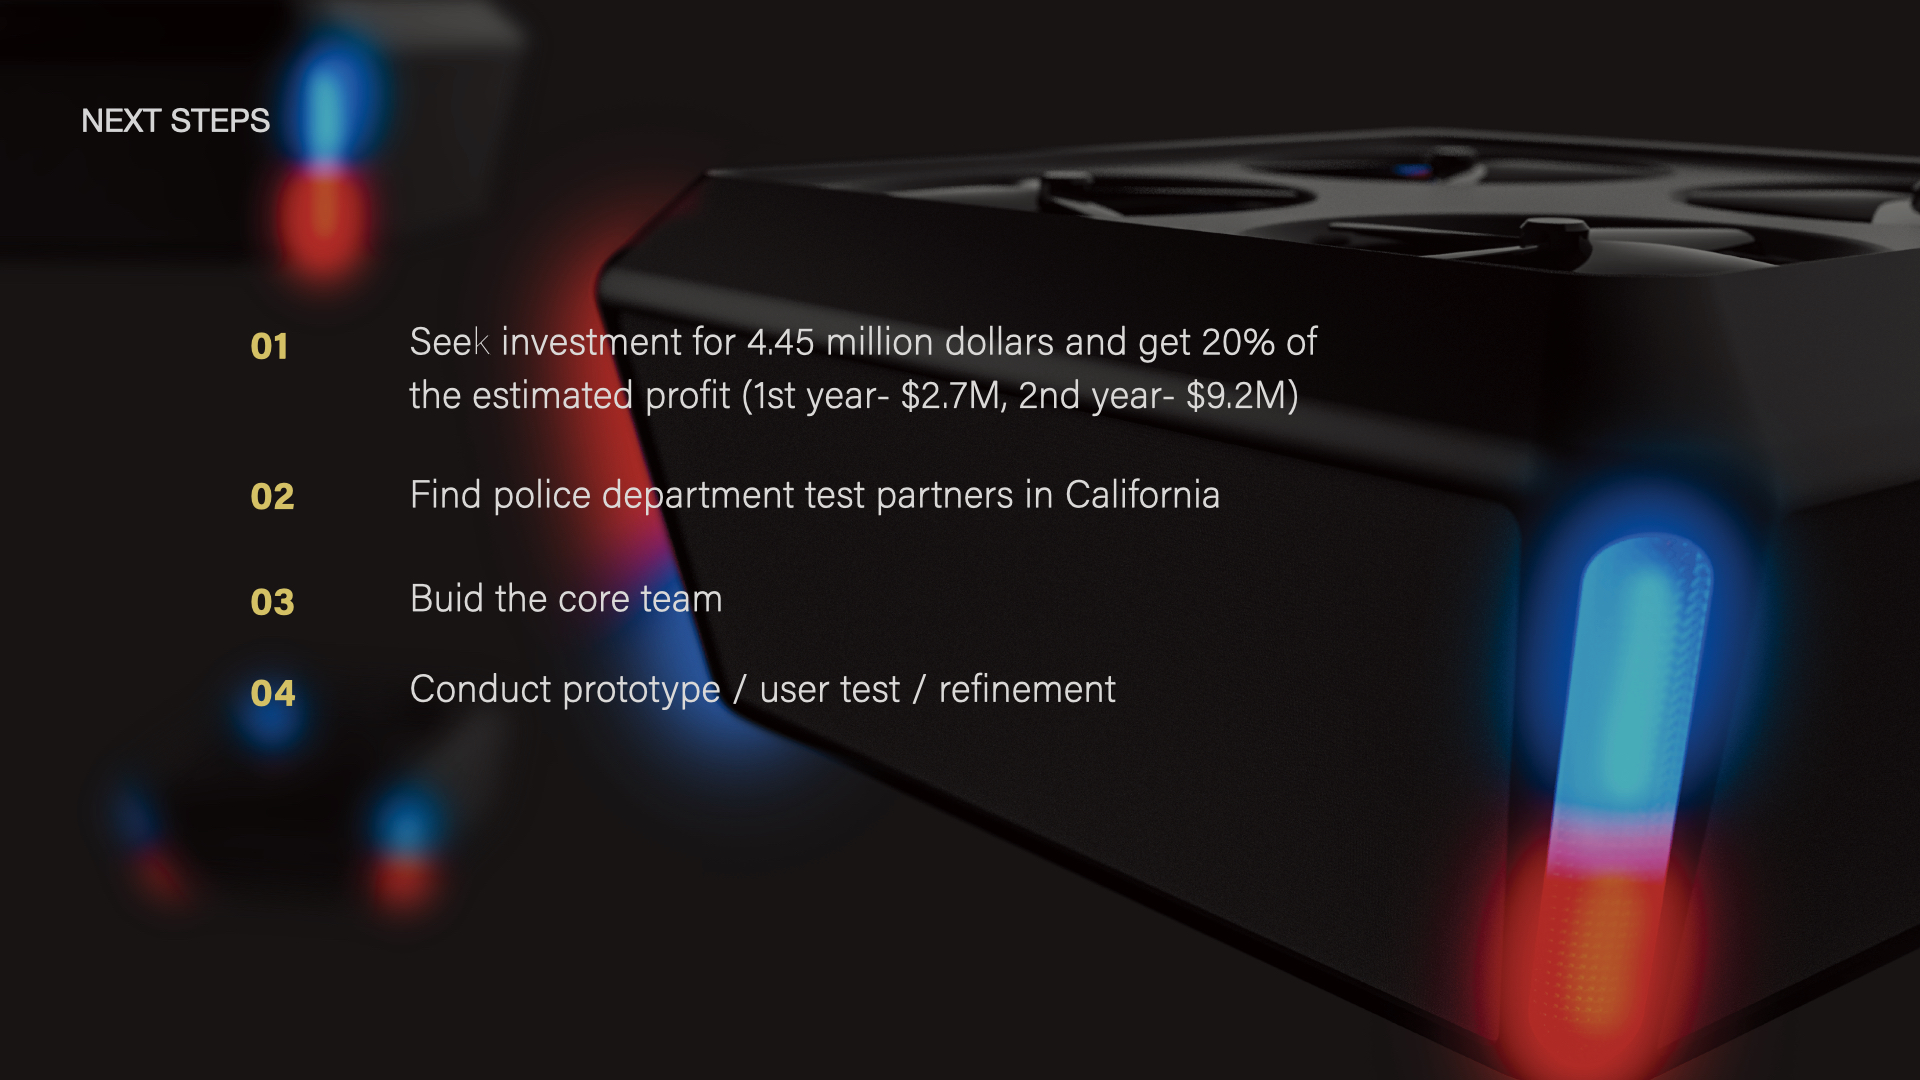 NEXT STEPS
01
Seek investment for 4.45 million dollars and get 20% of
the estimated profit (1st year- $2.7M, 2nd year- $9.2M)
02
Find police department test partners in California
03
Buid the core team
04
Conduct prototype / user test / refinement